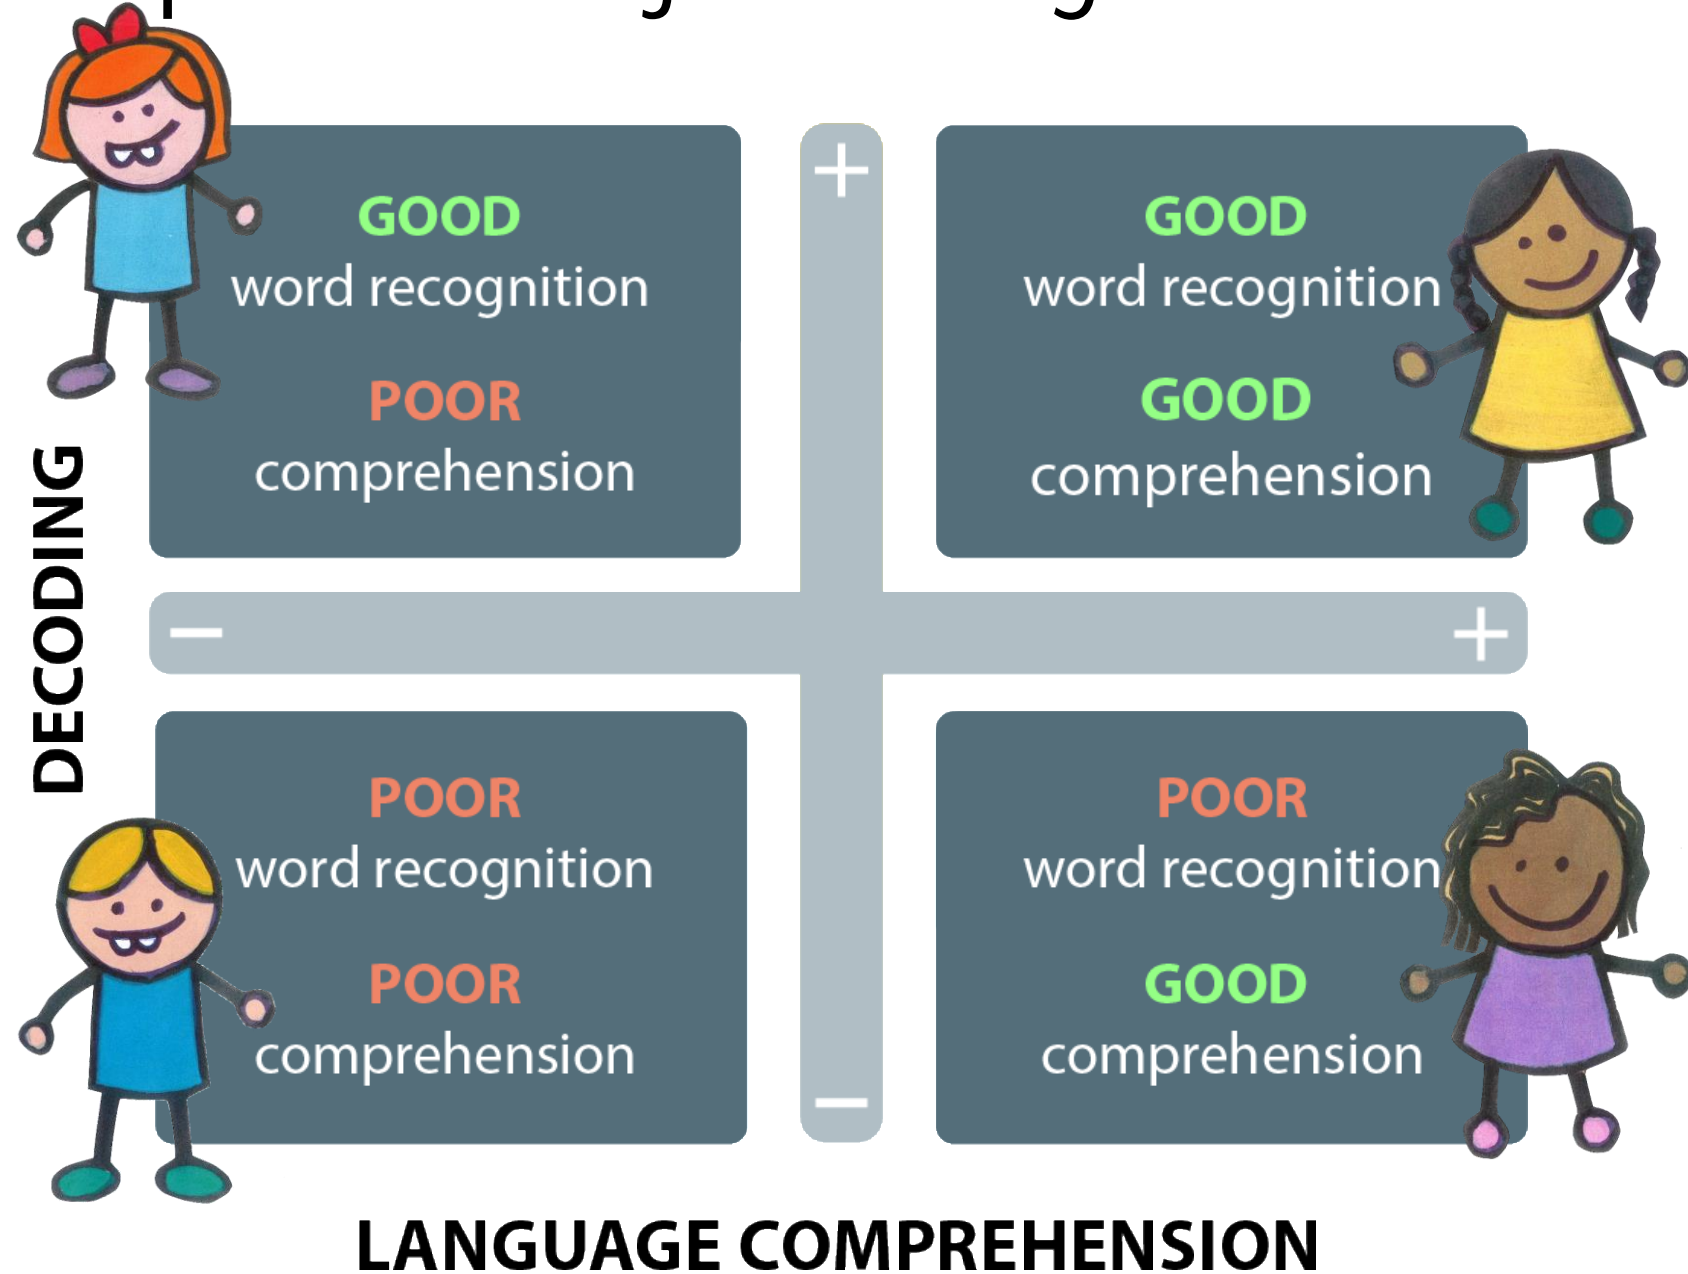 GOOD
word recognition
POOR
comprehension
+
GOOD
word recognition
GOOD
comprehension
DECODING
−
+
POOR
word recognition
POOR
comprehension
−
POOR
word recognition
GOOD
comprehension
LANGUAGE COMPREHENSION